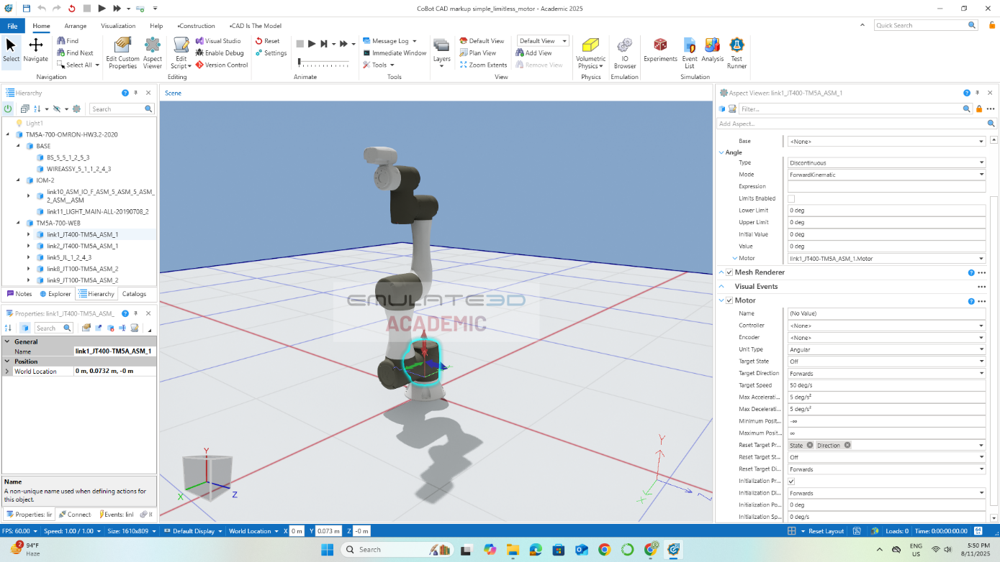 CoBot CAD markup simple_limitless_motor - Academic 2025
File Home Arrange Visualization Help •Construction •CAD Is The Model Quick Search
Select
Navigate
Find
Find Next
Select All
Navigation
Edit Custom Properties
Aspect Viewer
Edit Script
Visual Studio
Enable Debug
Version Control
Editing
Reset
Settings
Animate
Message Log
Immediate Window
Tools
Tools
Layers
Default View
Plan View
Zoom Extents
Default View
Add View
Remove View
View
Volumetric Physics
Physics
IO Browser
Emulation
Experiments
Event List
Analysis
Test Runner
Simulation
Hierarchy
Search
Light1
TM5A-700-OMRON-HW3.2-2020
BASE
BS_5_5_1_2_5_3
WIREASSY_5_1_1_2_4_3
IOM-2
link10_ASM_IO_F_ASM_5_ASM_5_ASM_
2_ASM__ASM
link11_LIGHT_MAIN-ALL-20190708_2
TM5A-700-WEB
link1_JT400-TM5A_ASM_1
link2_JT400-TM5A_ASM_1
link5_JL_1_2_4_3
link8_JT100-TM5A_ASM_2
link9_JT100-TM5A_ASM_2
Notes Explorer Hierarchy Catalogs
Properties: link1_JT400-TM5A_ASM_
Search
General
Name link1_JT400-TM5A_ASM_1
Position
World Location 0 m, 0.0732 m, -0 m
Name
A non-unique name used when defining actions for
this object.
Properties: lir Connect Events: linl
Scene
EMULATE3D
ACADEMIC
Y
X
Z
Y
X
Aspect Viewer: link1_JT400-TM5A_ASM_1
Filter...
Add Aspect...
Base <None>
Angle
Type Discontinuous
Mode ForwardKinematic
Expression
Limits Enabled
Lower Limit 0 deg
Upper Limit 0 deg
Initial Value 0 deg
Value 0 deg
Motor link1_JT400-TM5A_ASM_1.Motor
Mesh Renderer
Visual Events
Motor
Name (No Value)
Controller <None>
Encoder <None>
Unit Type Angular
Target State Off
Target Direction Forwards
Target Speed 50 deg/s
Max Accelerati... 5 deg/s²
Max Decelerati... 5 deg/s²
Minimum Posit... -∞
Maximum Posit... ∞
Reset Target Pr... State Direction
Reset Target St... Off
Reset Target Di... Forwards
Initialization Pr...
Initialization Di... Forwards
Initialization Po... 0 deg
Initialization Sp... 0 deg/s
FPS: 60.00 Speed: 1.00 / 1.00 Size: 1610x809 Default Display World Location X 0 m Y 0.073 m Z -0 m Reset Layout Loads: 0 Time: 0:00:00:00.00 64
2
94°F
Haze
Search
ENG
US
5:50 PM
8/11/2025